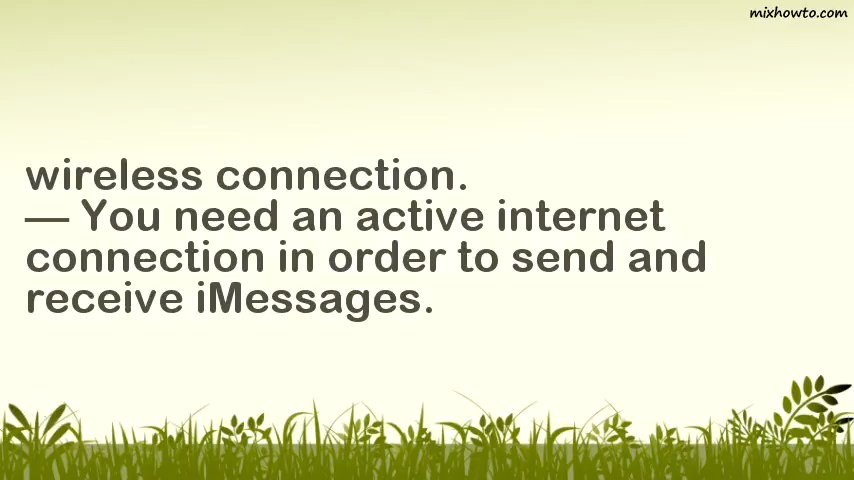 mixhowto.com
wireless connection.
— You need an active internet
connection in order to send and
receive iMessages.